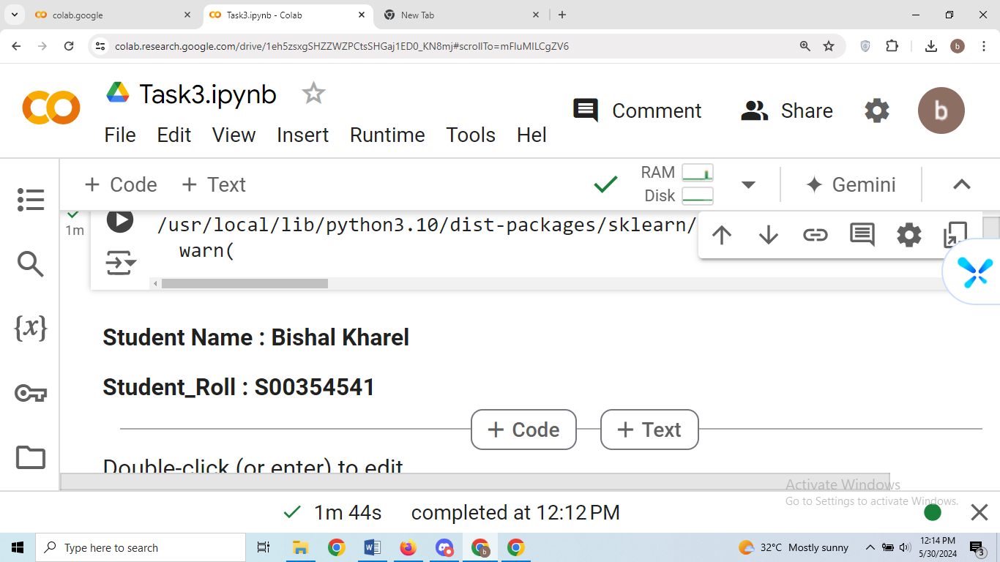 colab.google
Task3.ipynb - Colab
New Tab
colab.research.google.com/drive/1eh5zsxgSHZZWZPCtsSHGaj1ED0_KN8mj#scrollTo=mFIuMILCgZV6
b
Task3.ipynb
Comment
Share
b
File Edit View Insert Runtime Tools Hel
+ Code + Text
RAM
Disk
Gemini
1m
/usr/local/lib/python3.10/dist-packages/sklearn/
warn(
{x}
Student Name : Bishal Kharel
Student_Roll : S00354541
+ Code
+ Text
Double-click (or enter) to edit
Activate Windows
Go to Settings to activate Windows.
1m 44s completed at 12:12 PM
Type here to search
b
32°C Mostly sunny
12:14 PM
5/30/2024
3